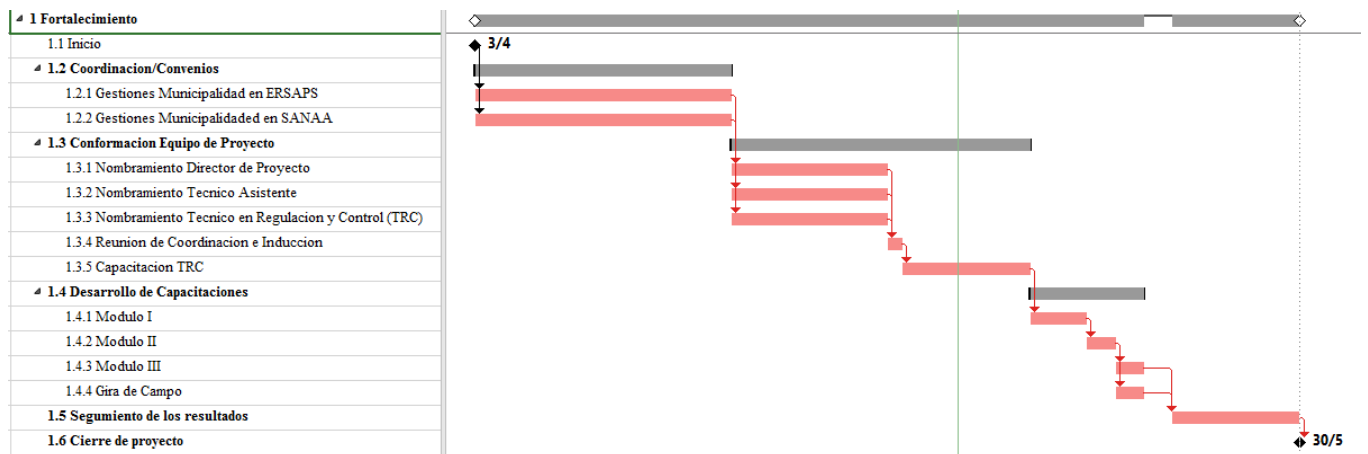 1 Fortalecimiento
1.1 Inicio
3/4
1.2 Coordinacion/Convenios
1.2.1 Gestiones Municipalidad en ERSAPS
1.2.2 Gestiones Municipalidaded en SANAA
1.3 Conformacion Equipo de Proyecto
1.3.1 Nombramiento Director de Proyecto
1.3.2 Nombramiento Tecnico Asistente
1.3.3 Nombramiento Tecnico en Regulacion y Control (TRC)
1.3.4 Reunion de Coordinacion e Induccion
1.3.5 Capacitacion TRC
1.4 Desarrollo de Capacitaciones
1.4.1 Modulo I
1.4.2 Modulo II
1.4.3 Modulo III
1.4.4 Gira de Campo
1.5 Segumiento de los resultados
1.6 Cierre de proyecto
30/5